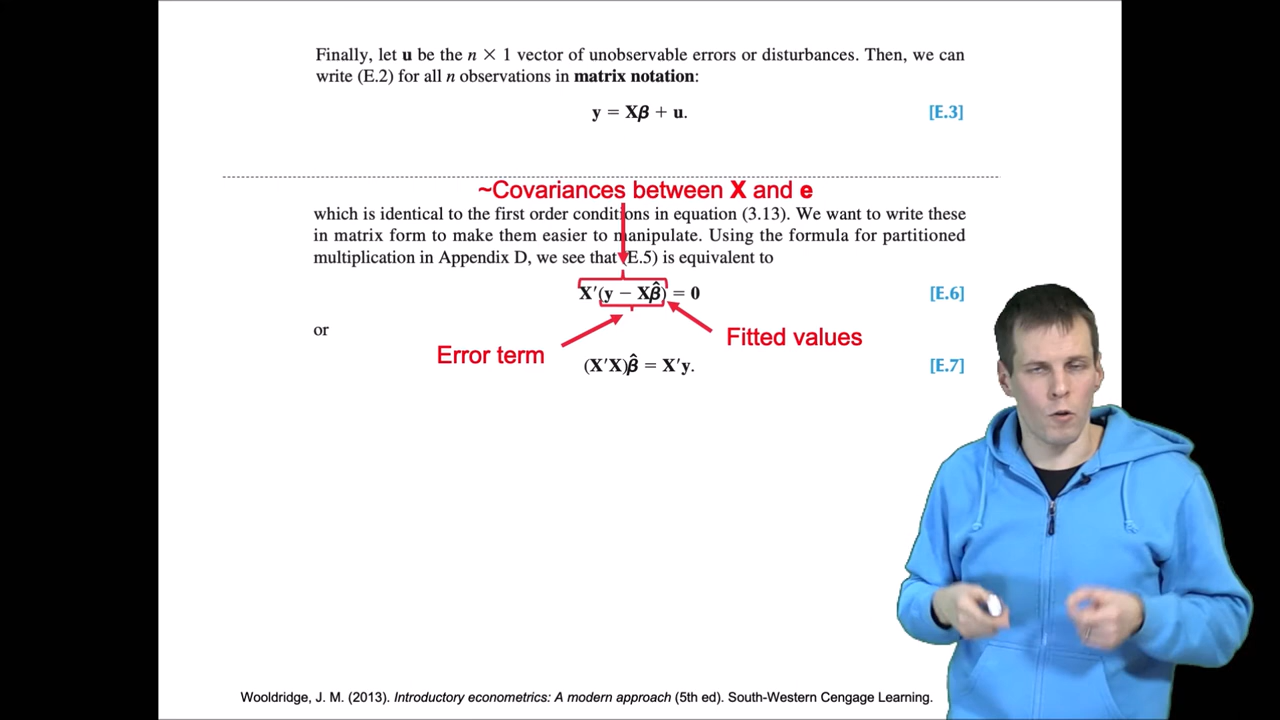 Finally, let u be the n × 1 vector of unobservable errors or disturbances. Then, we can
write (E.2) for all n observations in matrix notation:
y = Xβ + u. [E.3]
~Covariances between X and e
which is identical to the first order conditions in equation (3.13). We want to write these
in matrix form to make them easier to manipulate. Using the formula for partitioned
multiplication in Appendix D, we see that (E.5) is equivalent to
X′(y − Xβ̂) = 0 [E.6]
or
Fitted values
Error term
(X′X)β̂ = X′y. [E.7]
Wooldridge, J. M. (2013). Introductory econometrics: A modern approach (5th ed). South-Western Cengage Learning.